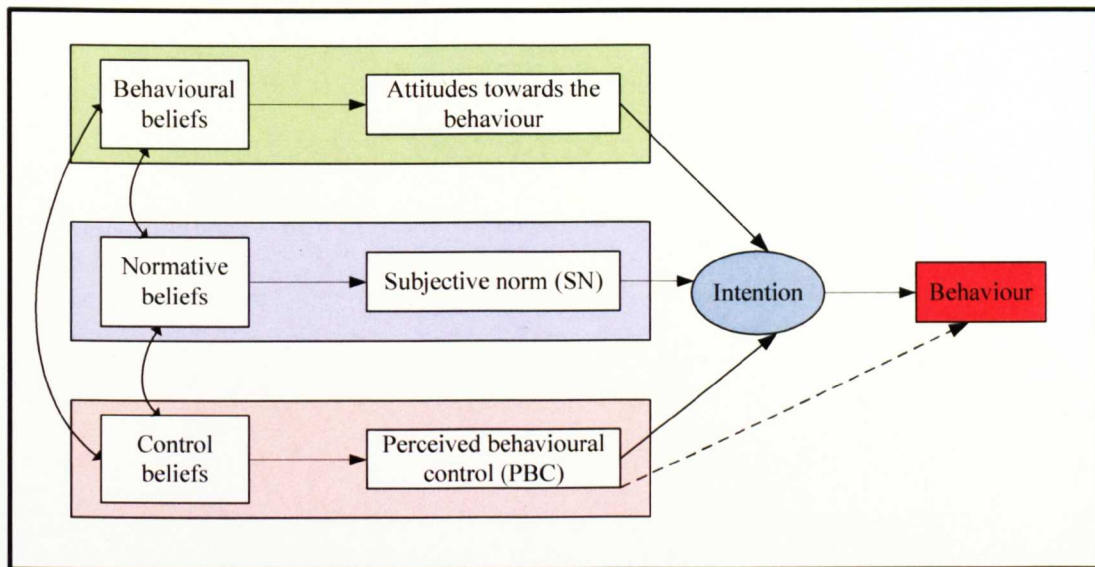 Behavioural
beliefs
Attitudes towards the
behaviour
Normative
beliefs
Subjective norm (SN)
Intention
Behaviour
Control
beliefs
Perceived behavioural
control (PBC)